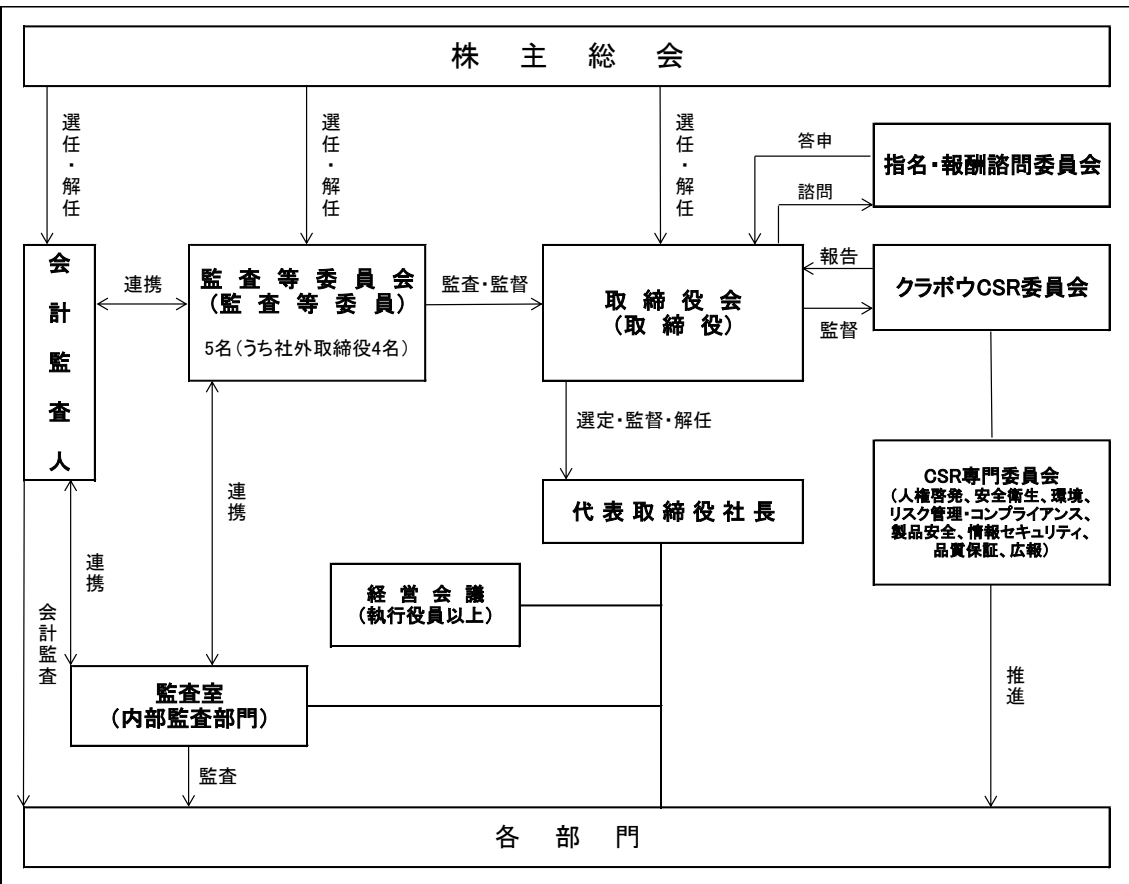 株主総会
選任・解任
選任・解任
選任・解任
答申
諮問
指名・報酬諮問委員会
会計監査人
連携
監査等委員会
(監査等委員)
5名(うち社外取締役4名)
監査・監督
取締役会
(取締役)
報告
監督
クラボウCSR委員会
選定・監督・解任
連携
連携
会計監査
代表取締役社長
CSR専門委員会
(人権啓発、安全衛生、環境、
リスク管理・コンプライアンス、
製品安全、情報セキュリティ、
品質保証、広報)
経営会議
(執行役員以上)
監査室
(内部監査部門)
監査
推進
各部門